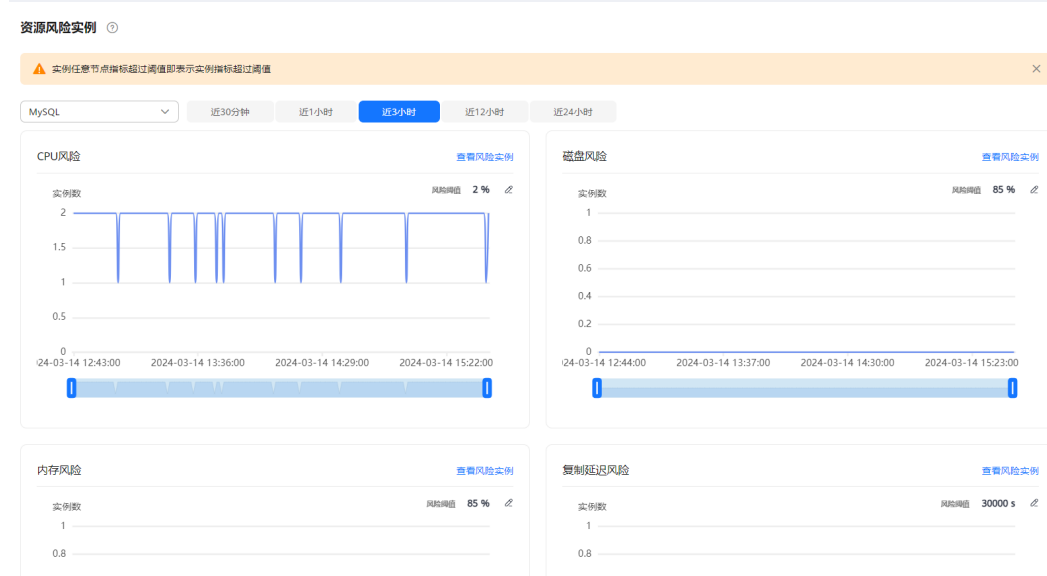 资源风险实例
实例任意节点指标超过阈值即表示实例指标超过阈值
MySQL 近30分钟 近1小时 近3小时 近12小时 近24小时
CPU风险 查看风险实例
实例数 风险阈值 2 %
2
1.5
1
0.5
0
24-03-14 12:43:00 2024-03-14 13:36:00 2024-03-14 14:29:00 2024-03-14 15:22:00
磁盘风险 查看风险实例
实例数 风险阈值 85 %
1
0.8
0.6
0.4
0.2
0
24-03-14 12:44:00 2024-03-14 13:37:00 2024-03-14 14:30:00 2024-03-14 15:23:00
内存风险 查看风险实例
实例数 风险阈值 85 %
1
0.8
复制延迟风险 查看风险实例
实例数 风险阈值 30000 s
1
0.8